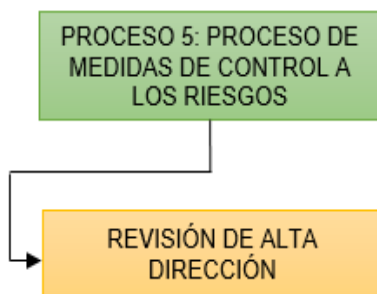 PROCESO 5: PROCESO DE
MEDIDAS DE CONTROL A
LOS RIESGOS
REVISIÓN DE ALTA
DIRECCIÓN